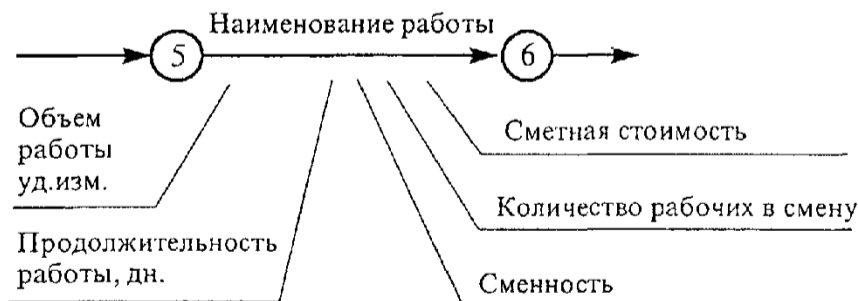 Наименование работы
5
6
Объем
работы
уд.изм.
Сметная стоимость
Количество рабочих в смену
Продолжительность
работы, дн.
Сменность